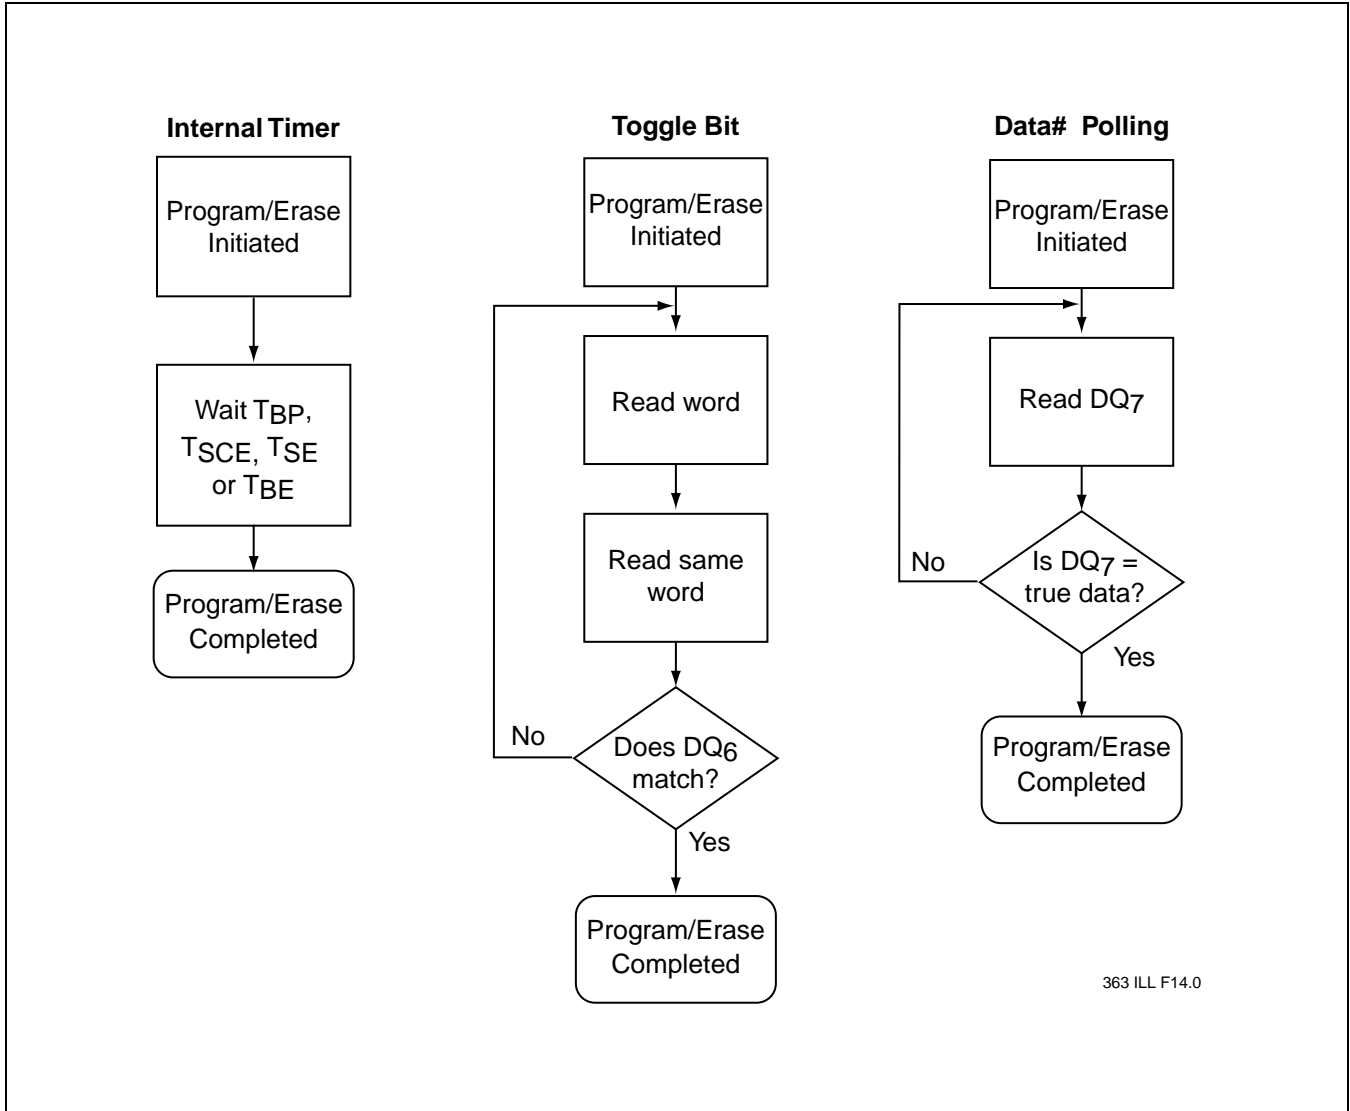 Internal Timer
Program/Erase
Initiated
Wait TBP,
TSCE, TSE
or TBE
Program/Erase
Completed
Toggle Bit
Program/Erase
Initiated
Read word
Read same
word
No
Does DQ6
match?
Yes
Program/Erase
Completed
Data# Polling
Program/Erase
Initiated
Read DQ7
No
Is DQ7 =
true data?
Yes
Program/Erase
Completed
363 ILL F14.0